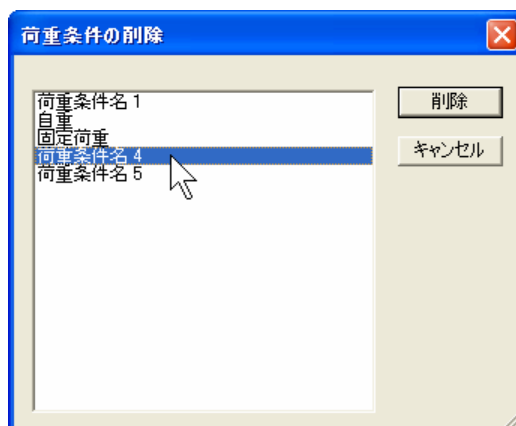 荷重条件の削除
荷重条件名１
自重
固定荷重
荷重条件名４
荷重条件名５
削除
キャンセル